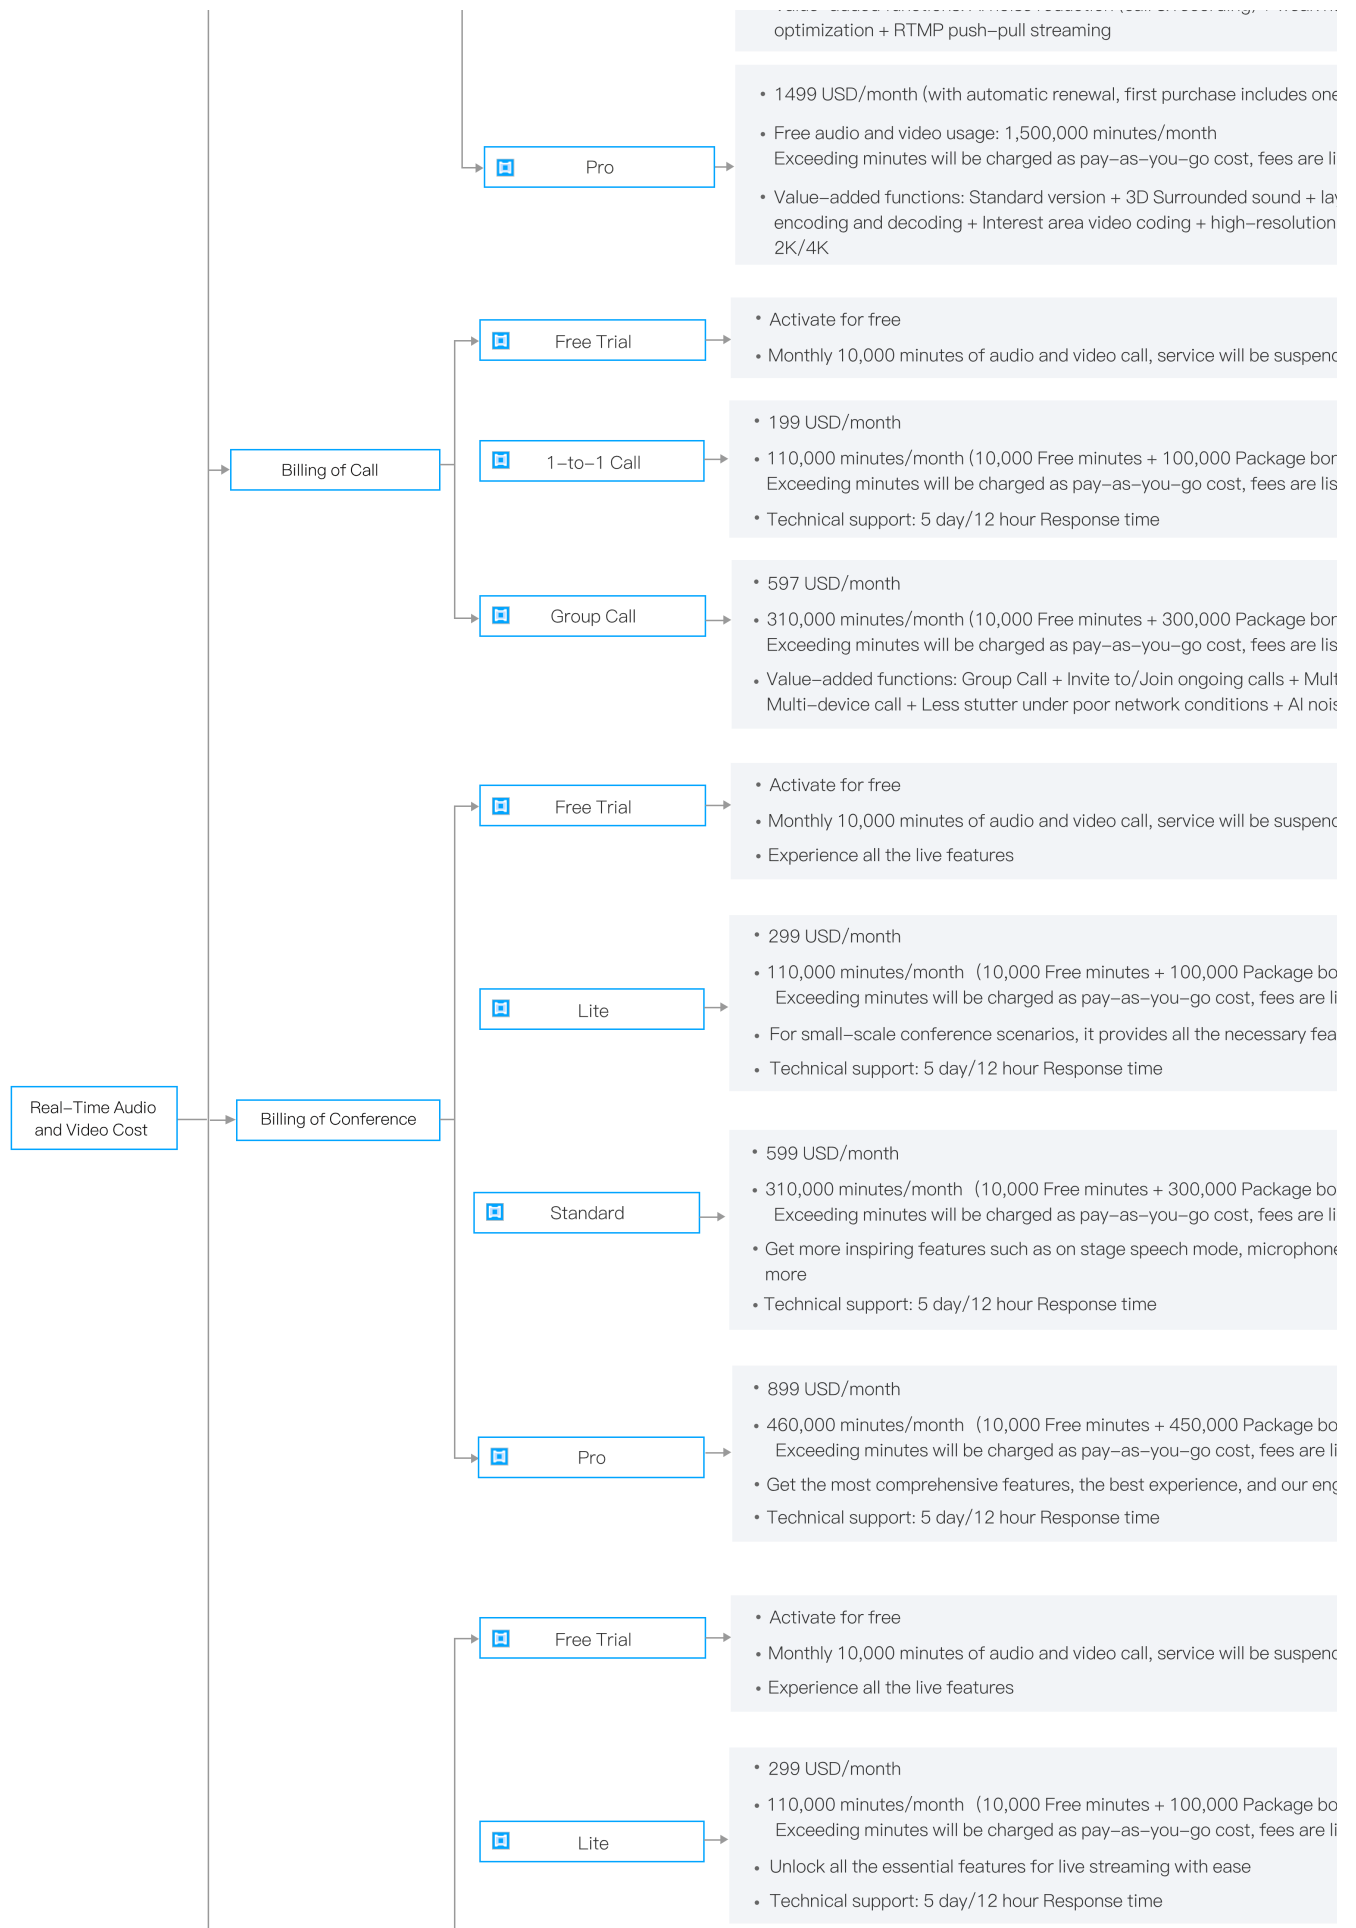 optimization + RTMP push-pull streaming
• 1499 USD/month (with automatic renewal, first purchase includes one
• Free audio and video usage: 1,500,000 minutes/month
Exceeding minutes will be charged as pay-as-you-go cost, fees are li
Pro
• Value-added functions: Standard version + 3D Surrounded sound + lay
encoding and decoding + Interest area video coding + high-resolution
2K/4K
Free Trial
• Activate for free
• Monthly 10,000 minutes of audio and video call, service will be suspend
Billing of Call
1-to-1 Call
• 199 USD/month
• 110,000 minutes/month (10,000 Free minutes + 100,000 Package bon
Exceeding minutes will be charged as pay-as-you-go cost, fees are lis
• Technical support: 5 day/12 hour Response time
Group Call
• 597 USD/month
• 310,000 minutes/month (10,000 Free minutes + 300,000 Package bon
Exceeding minutes will be charged as pay-as-you-go cost, fees are lis
• Value-added functions: Group Call + Invite to/Join ongoing calls + Mult
Multi-device call + Less stutter under poor network conditions + AI nois
Free Trial
• Activate for free
• Monthly 10,000 minutes of audio and video call, service will be suspend
• Experience all the live features
Lite
• 299 USD/month
• 110,000 minutes/month (10,000 Free minutes + 100,000 Package bo
Exceeding minutes will be charged as pay-as-you-go cost, fees are li
• For small-scale conference scenarios, it provides all the necessary fea
• Technical support: 5 day/12 hour Response time
Real-Time Audio
and Video Cost
Billing of Conference
Standard
• 599 USD/month
• 310,000 minutes/month (10,000 Free minutes + 300,000 Package bo
Exceeding minutes will be charged as pay-as-you-go cost, fees are li
• Get more inspiring features such as on stage speech mode, microphone
more
• Technical support: 5 day/12 hour Response time
Pro
• 899 USD/month
• 460,000 minutes/month (10,000 Free minutes + 450,000 Package bo
Exceeding minutes will be charged as pay-as-you-go cost, fees are li
• Get the most comprehensive features, the best experience, and our eng
• Technical support: 5 day/12 hour Response time
Free Trial
• Activate for free
• Monthly 10,000 minutes of audio and video call, service will be suspend
• Experience all the live features
Lite
• 299 USD/month
• 110,000 minutes/month (10,000 Free minutes + 100,000 Package bo
Exceeding minutes will be charged as pay-as-you-go cost, fees are li
• Unlock all the essential features for live streaming with ease
• Technical support: 5 day/12 hour Response time